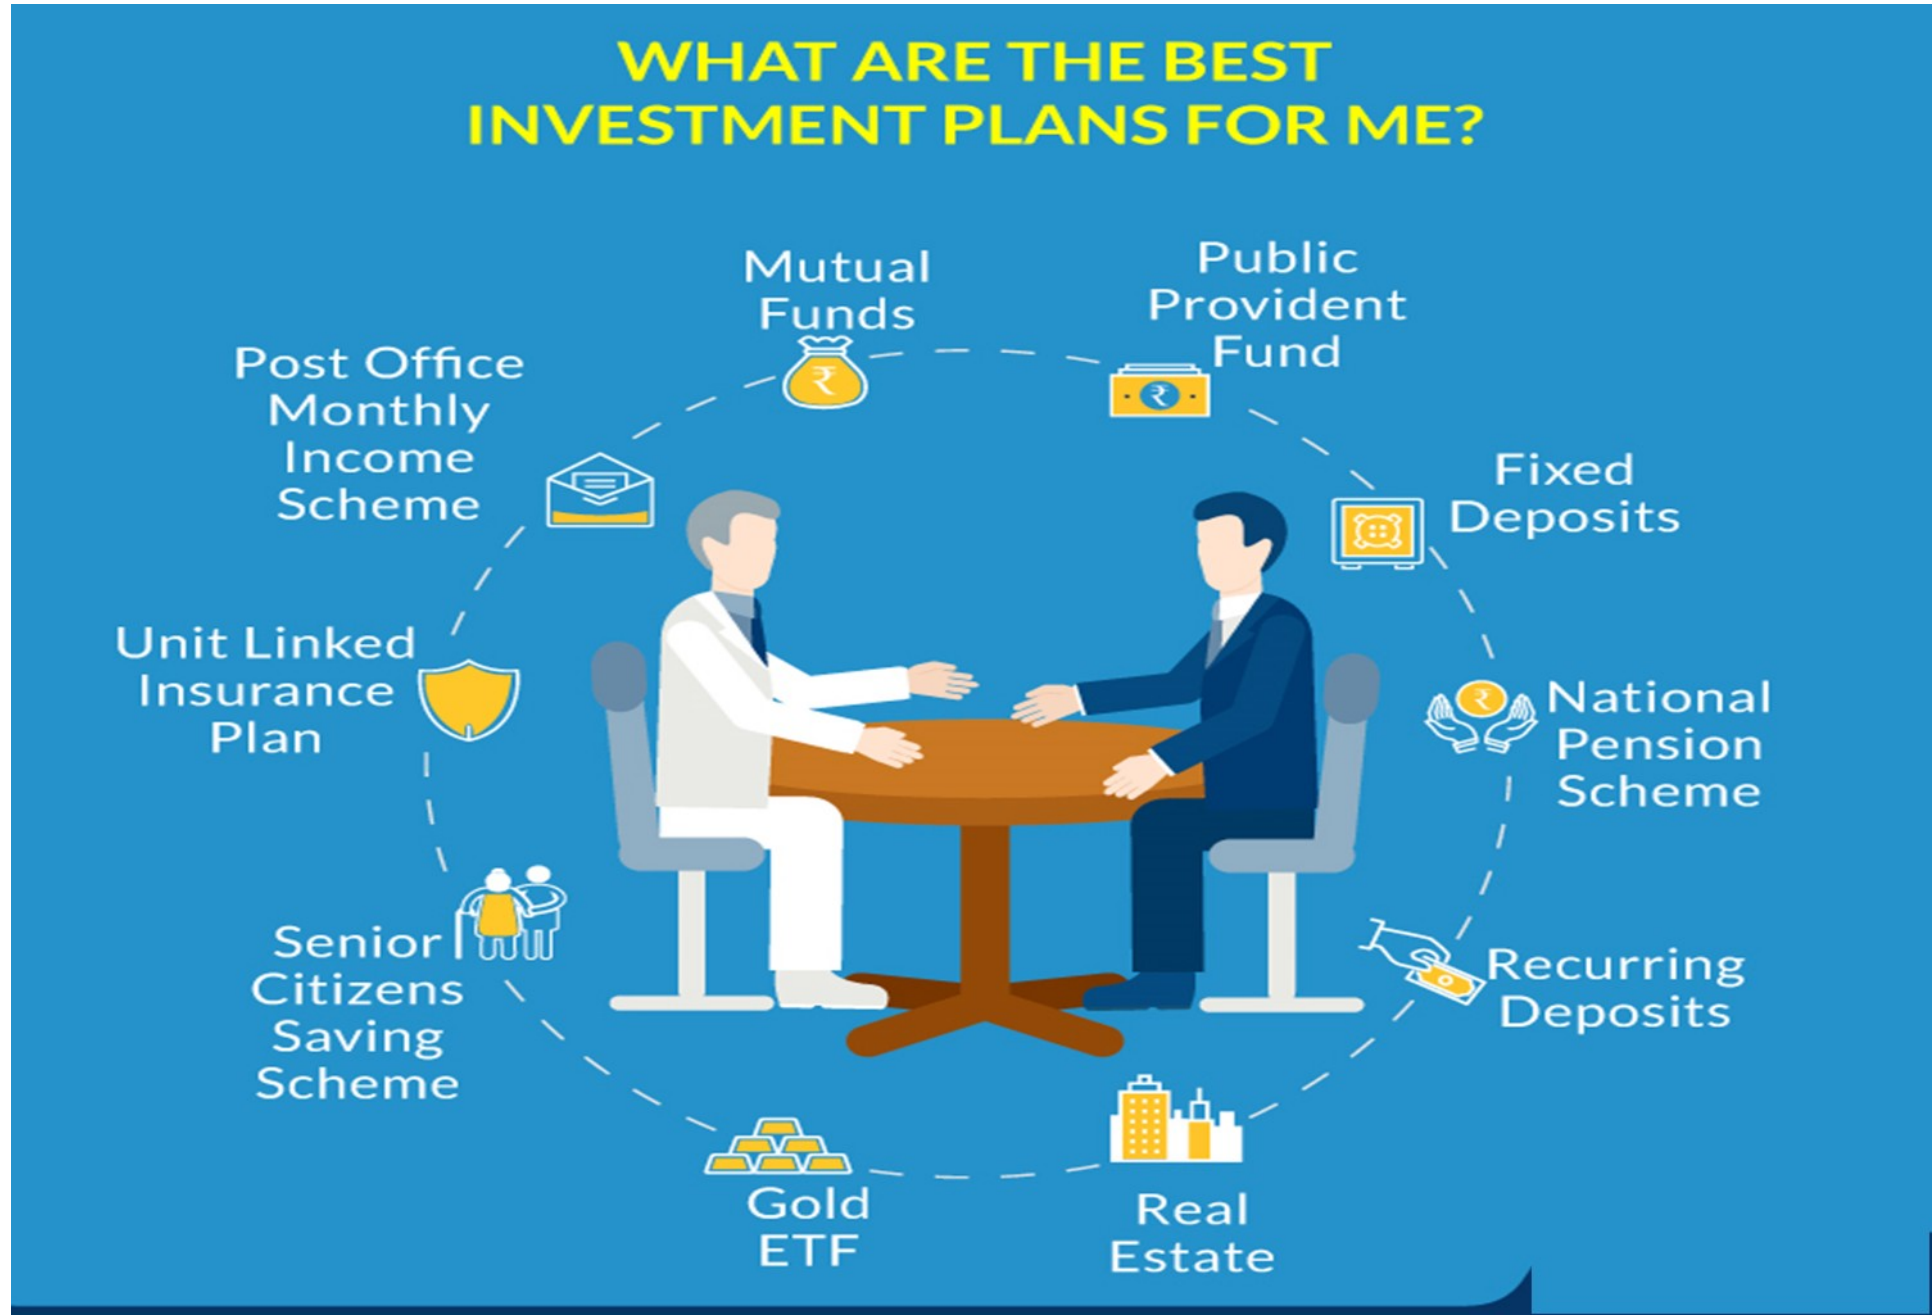 WHAT ARE THE BEST
INVESTMENT PLANS FOR ME?
Mutual
Funds
Public
Provident
Fund
Fixed
Deposits
National
Pension
Scheme
Recurring
Deposits
Real
Estate
Gold
ETF
Senior
Citizens
Saving
Scheme
Unit Linked
Insurance
Plan
Post Office
Monthly
Income
Scheme
₹
₹
₹